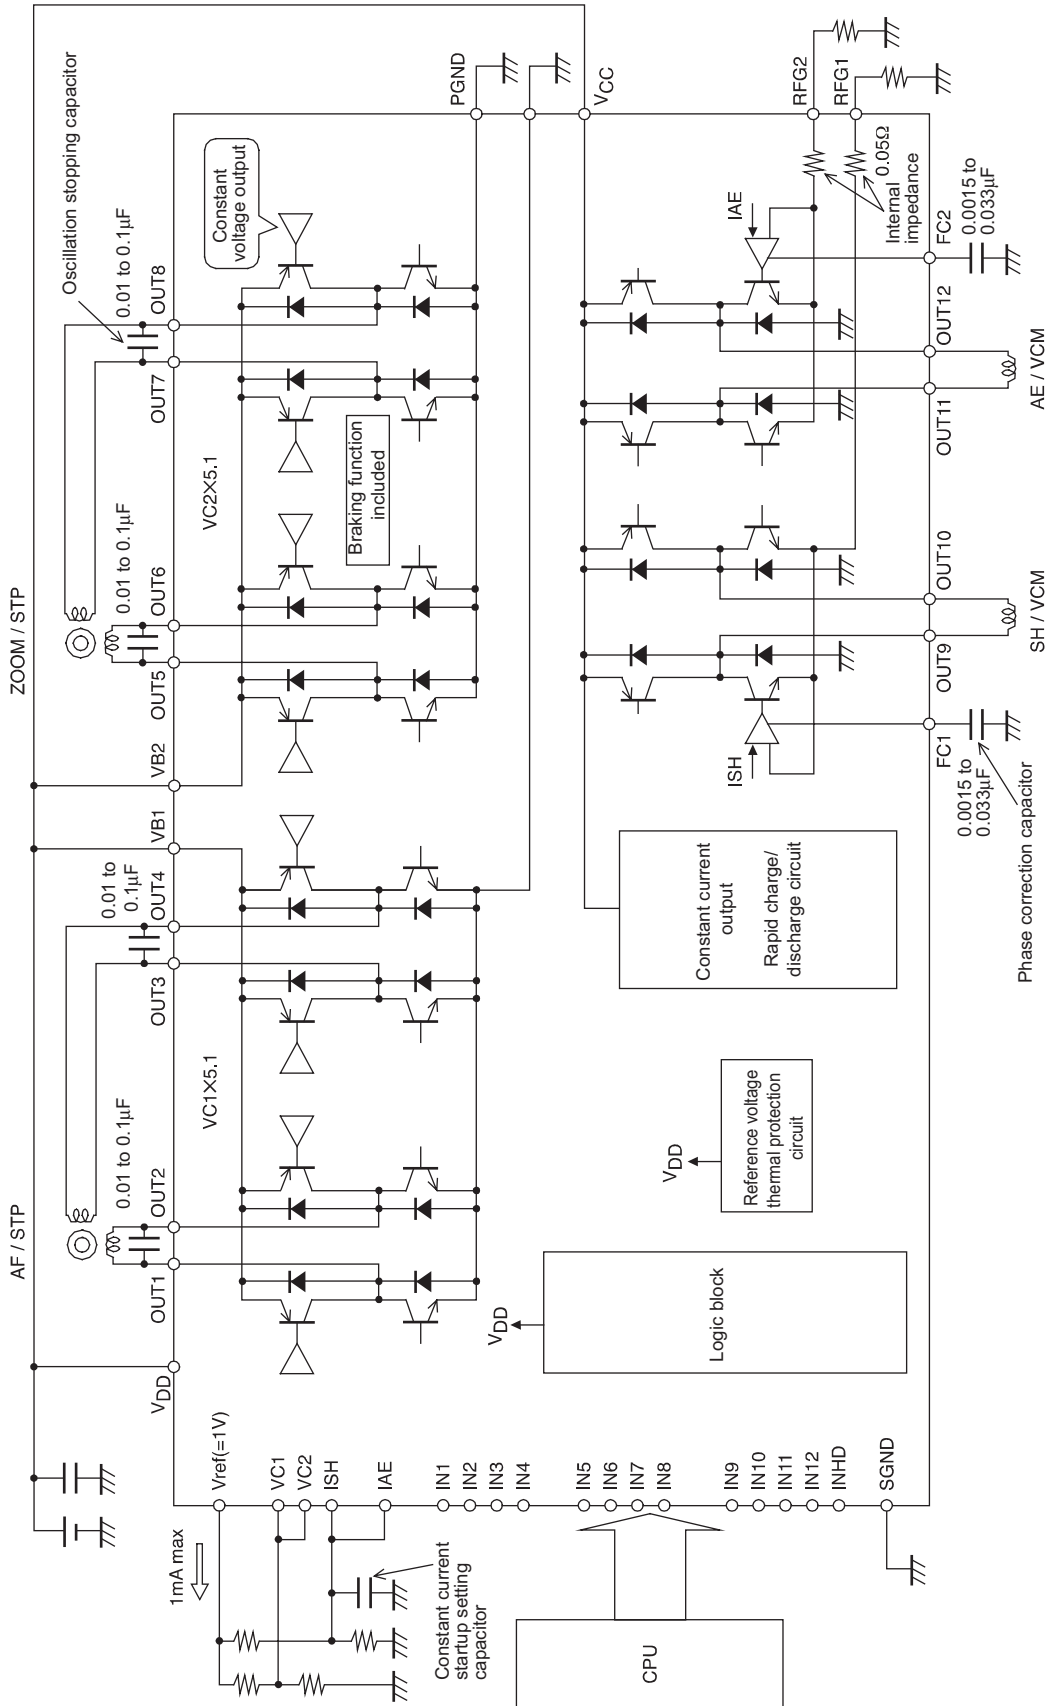 AF / STP
ZOOM / STP
0.01 to 0.1µF
0.01 to
0.1µF
0.01 to 0.1µF
0.01 to 0.1µF
Oscillation stopping capacitor
VDD
OUT1
OUT2
OUT3
OUT4
VB1
VB2
OUT5
OUT6
OUT7
OUT8
PGND
VCC
RFG2
RFG1
VC1X5.1
VC2X5.1
Constant
voltage output
Braking function
included
1mA max
Vref(=1V)
VC1
VC2
ISH
IAE
IN1
IN2
IN3
IN4
IN5
IN6
IN7
IN8
IN9
IN10
IN11
IN12
INHD
SGND
Constant current
startup setting
capacitor
CPU
VDD
Logic block
VDD
Reference voltage
thermal protection
circuit
Constant current
output
Rapid charge/
discharge circuit
ISH
IAE
0.05Ω
Internal
impedance
FC1
OUT9
OUT10
OUT11
OUT12
FC2
0.0015 to
0.033µF
0.0015 to
0.033µF
Phase correction capacitor
SH / VCM
AE / VCM